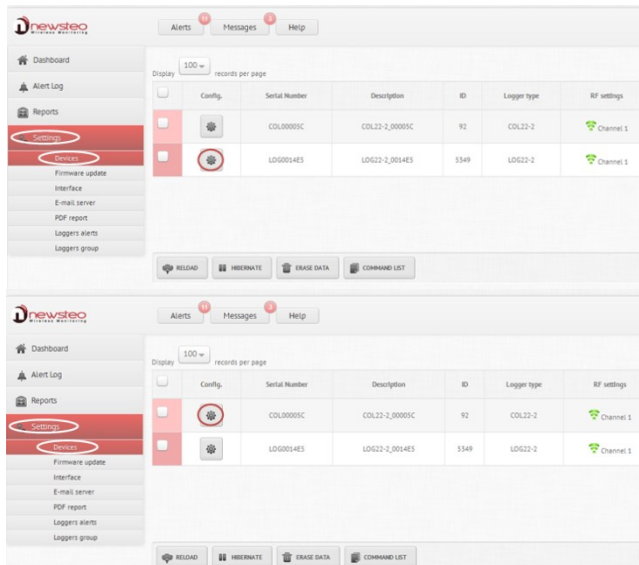 newsteo
Wireless Monitoring
Alerts 11 Messages 3 Help
Dashboard
Alert Log
Reports
Settings
Devices
Firmware update
Interface
E-mail server
PDF report
Loggers alerts
Loggers group
Display 100 records per page
Config. Serial Number Description ID Logger type RF settings
COL00005C COL22-2_00005C 92 COL22-2 Channel 1
LOG0014E5 LOG22-2_0014E5 5349 LOG22-2 Channel 1
RELOAD HIBERNATE ERASE DATA COMMAND LIST
newsteo
Wireless Monitoring
Alerts 11 Messages 3 Help
Dashboard
Alert Log
Reports
Settings
Devices
Firmware update
Interface
E-mail server
PDF report
Loggers alerts
Loggers group
Display 100 records per page
Config. Serial Number Description ID Logger type RF settings
COL00005C COL22-2_00005C 92 COL22-2 Channel 1
LOG0014E5 LOG22-2_0014E5 5349 LOG22-2 Channel 1
RELOAD HIBERNATE ERASE DATA COMMAND LIST